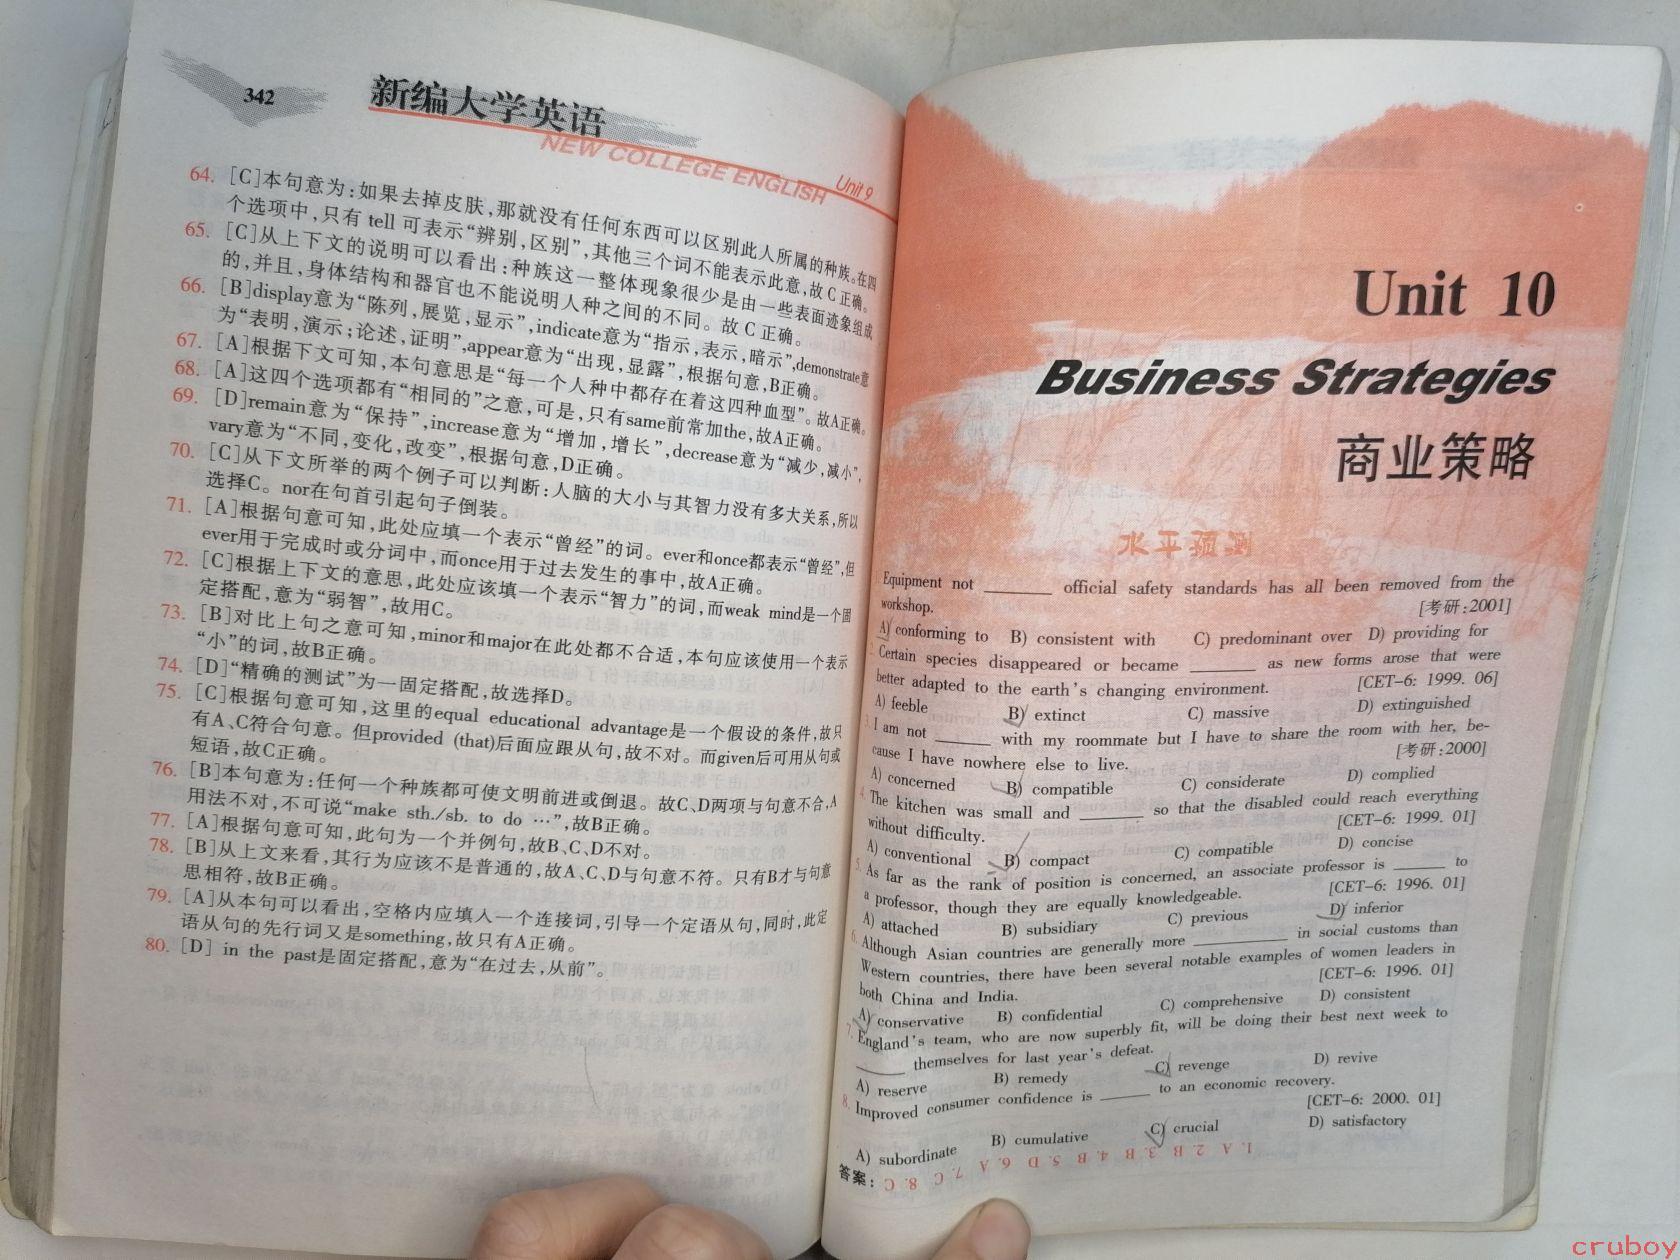 342
新编大学英语
NEW COLLEGE ENGLISH
Unit 9
64. [C]本句意为:如果去掉皮肤,那就没有任何东西可以区别此人所属的种族。在四
个选项中,只有 tell 可表示“辨别,区别”,其他三个词不能表示此意,故 C 正确。
65. [C]从上下文的说明可以看出:种族这一整体现象很少是由一些表面迹象组成
的,并且,身体结构和器官也不能说明人种之间的不同。故 C 正确。
66. [B]display意为“陈列,展览,显示”,indicate意为“指示,表示,暗示”,demonstrate意
为“表明,演示;论述,证明”,appear意为“出现,显露”,根据句意,B正确。
67. [A]根据下文可知,本句意思是“每一个人种中都存在着这四种血型”。故A正确。
68. [A]这四个选项都有“相同的”之意,可是,只有same前常加the,故A正确。
69. [D]remain意为“保持”,increase意为“增加,增长”,decrease意为“减少,减小”,
vary意为“不同,变化,改变”,根据句意,D正确。
70. [C]从下文所举的两个例子可以判断:人脑的大小与其智力没有多大关系,所以
选择C。nor在句首引起句子倒装。
71. [A]根据句意可知,此处应填一个表示“曾经”的词。ever和once都表示“曾经”,但
ever用于完成时或分词中,而once用于过去发生的事中,故A正确。
72. [C]根据上下文的意思,此处应该填一个表示“智力”的词,而weak mind是一个固
定搭配,意为“弱智”,故用C。
73. [B]对比上句之意可知,minor和major在此处都不合适,本句应该使用一个表示
“小”的词,故B正确。
74. [D]“精确的测试”为一固定搭配,故选择D。
75. [C]根据句意可知,这里的equal educational advantage是一个假设的条件,故只
有A、C符合句意。但provided (that)后面应跟从句,故不对。而given后可用从句或
短语,故C正确。
76. [B]本句意为:任何一个种族都可使文明前进或倒退。故C、D两项与句意不合,A
用法不对,不可说“make sth./sb. to do …”,故B正确。
77. [A]根据句意可知,此句为一个并例句,故B、C、D不对。
78. [B]从上文来看,其行为应该不是普通的,故A、C、D与句意不符。只有B才与句意
思相符,故B正确。
79. [A]从本句可以看出,空格内应填入一个连接词,引导一个定语从句,同时,此定
语从句的先行词又是something,故只有A正确。
80. [D] in the past是固定搭配,意为“在过去,从前”。
Unit 10
Business Strategies
商业策略
水平预测
1. Equipment not ______ official safety standards has all been removed from the
workshop. [考研:2001]
A) conforming to B) consistent with C) predominant over D) providing for
2. Certain species disappeared or became ______ as new forms arose that were
better adapted to the earth's changing environment. [CET-6: 1999. 06]
A) feeble B) extinct C) massive D) extinguished
3. I am not ______ with my roommate but I have to share the room with her, be-
cause I have nowhere else to live. [考研:2000]
A) concerned B) compatible C) considerate D) complied
4. The kitchen was small and ______ so that the disabled could reach everything
without difficulty. [CET-6: 1999. 01]
A) conventional B) compact C) compatible D) concise
5. As far as the rank of position is concerned, an associate professor is ______ to
a professor, though they are equally knowledgeable. [CET-6: 1996. 01]
A) attached B) subsidiary C) previous D) inferior
6. Although Asian countries are generally more ______ in social customs than
Western countries, there have been several notable examples of women leaders in
both China and India. [CET-6: 1996. 01]
A) conservative B) confidential C) comprehensive D) consistent
7. England's team, who are now superbly fit, will be doing their best next week to
______ themselves for last year's defeat.
A) reserve B) remedy C) revenge D) revive
8. Improved consumer confidence is ______ to an economic recovery.
[CET-6: 2000. 01]
A) subordinate B) cumulative C) crucial D) satisfactory
答案: 1. A 2. B 3. B 4. B 5. D 6. A 7. C 8. C
cruboy